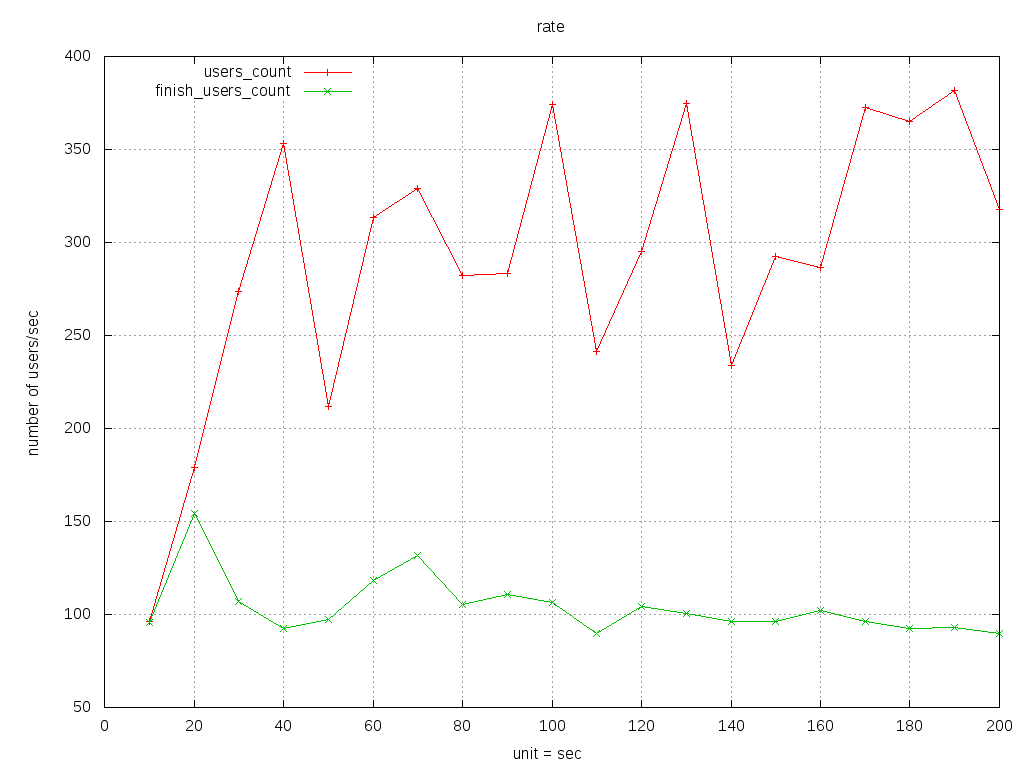 rate
400
350
300
250
200
150
100
50
users_count
finish_users_count
number of users/sec
0 20 40 60 80 100 120 140 160 180 200
unit = sec